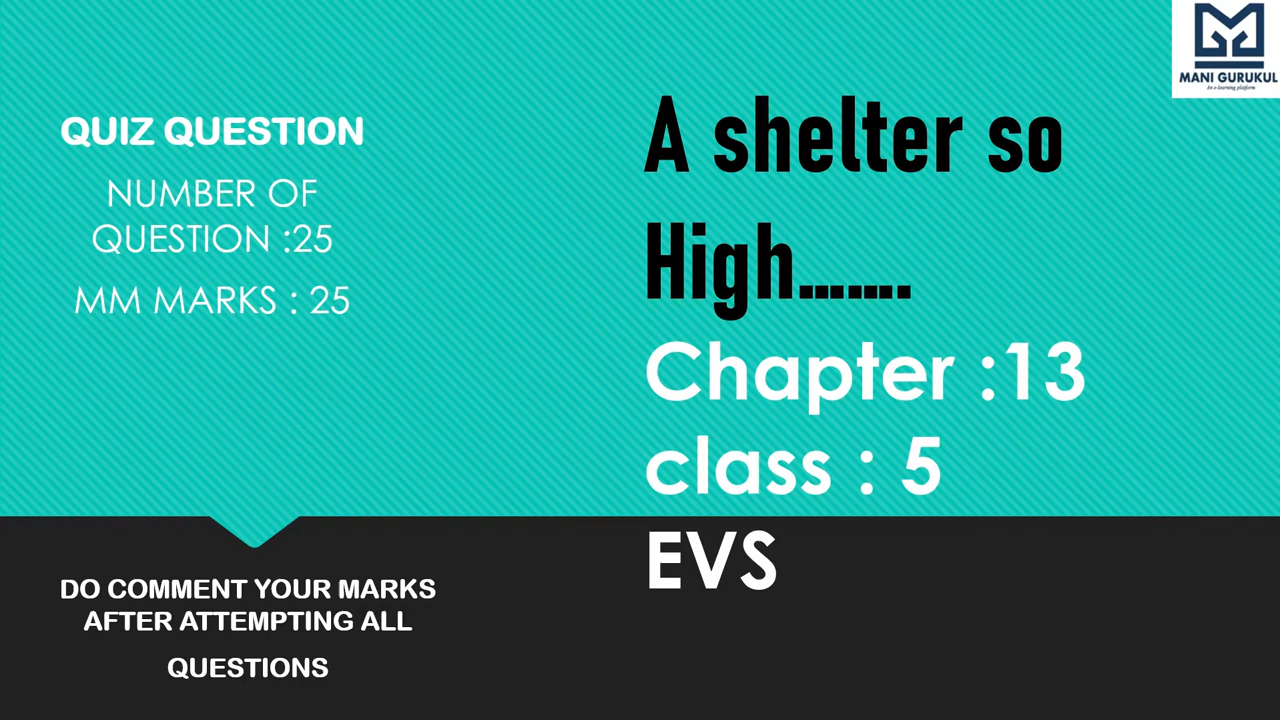 MANI GURUKUL
An e-learning platform
QUIZ QUESTION
NUMBER OF
QUESTION :25
MM MARKS : 25
A shelter so
High.......
Chapter :13
class : 5
EVS
DO COMMENT YOUR MARKS
AFTER ATTEMPTING ALL
QUESTIONS